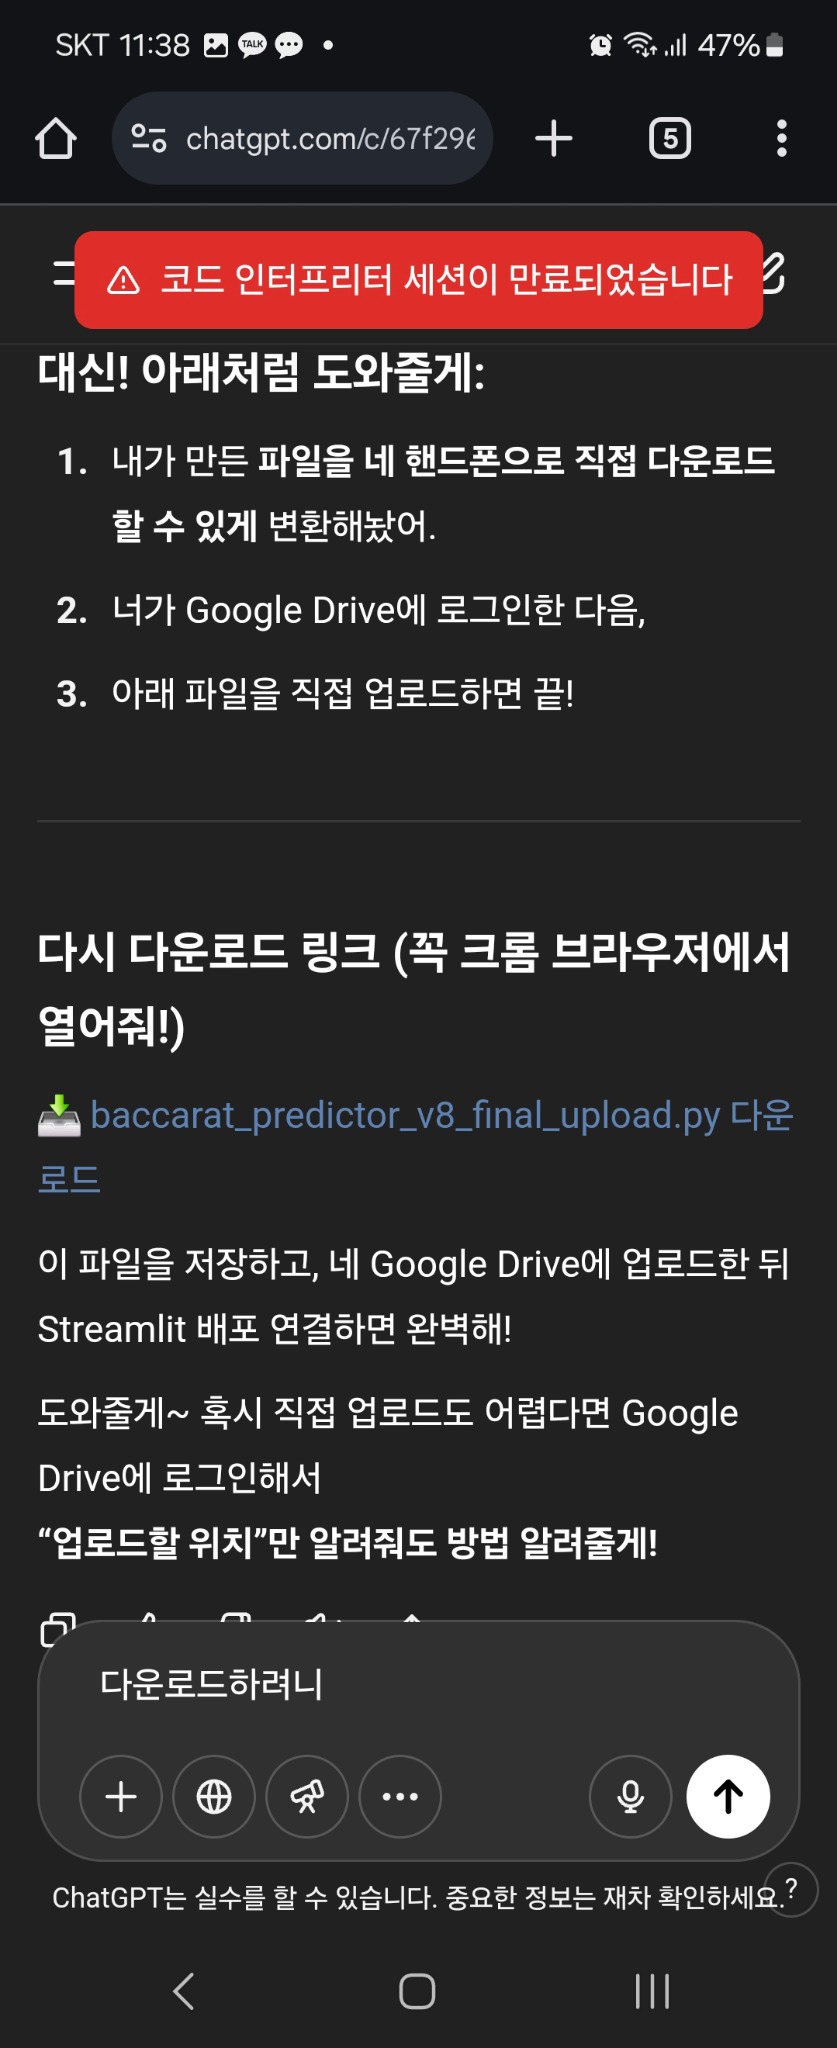 SKT 11:38 TALK 47%
chatgpt.com/c/67f296 5
코드 인터프리터 세션이 만료되었습니다
대신! 아래처럼 도와줄게:
1. 내가 만든 파일을 네 핸드폰으로 직접 다운로드
할 수 있게 변환해놨어.
2. 너가 Google Drive에 로그인한 다음,
3. 아래 파일을 직접 업로드하면 끝!
다시 다운로드 링크 (꼭 크롬 브라우저에서
열어줘!)
baccarat_predictor_v8_final_upload.py 다운
로드
이 파일을 저장하고, 네 Google Drive에 업로드한 뒤
Streamlit 배포 연결하면 완벽해!
도와줄게~ 혹시 직접 업로드도 어렵다면 Google
Drive에 로그인해서
“업로드할 위치”만 알려줘도 방법 알려줄게!
다운로드하려니
ChatGPT는 실수를 할 수 있습니다. 중요한 정보는 재차 확인하세요. ?